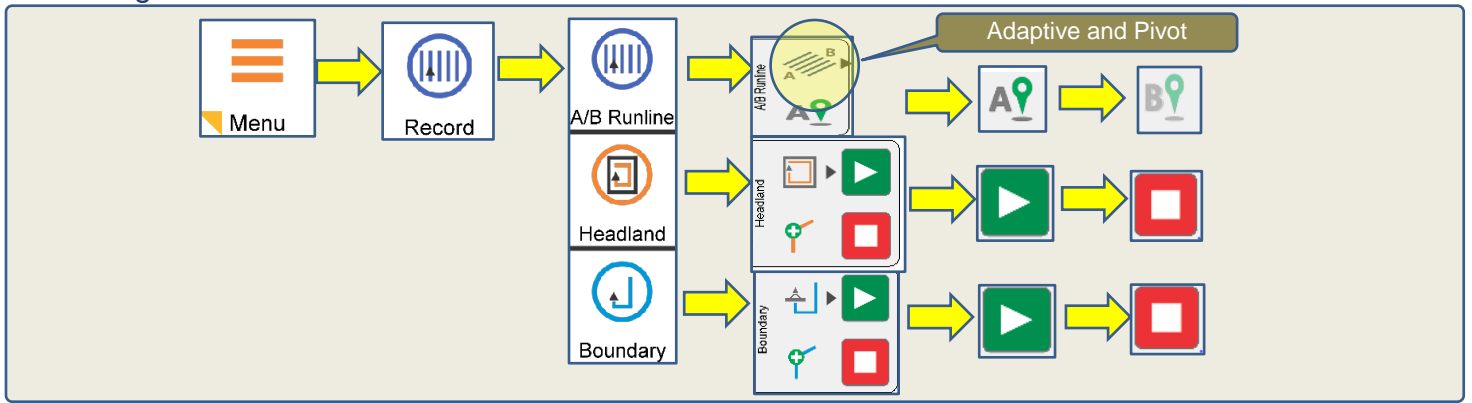 Adaptive and Pivot
Menu
Record
A/B Runline
A/B Runline
A
B
A
A
B
Headland
Headland
Boundary
Boundary